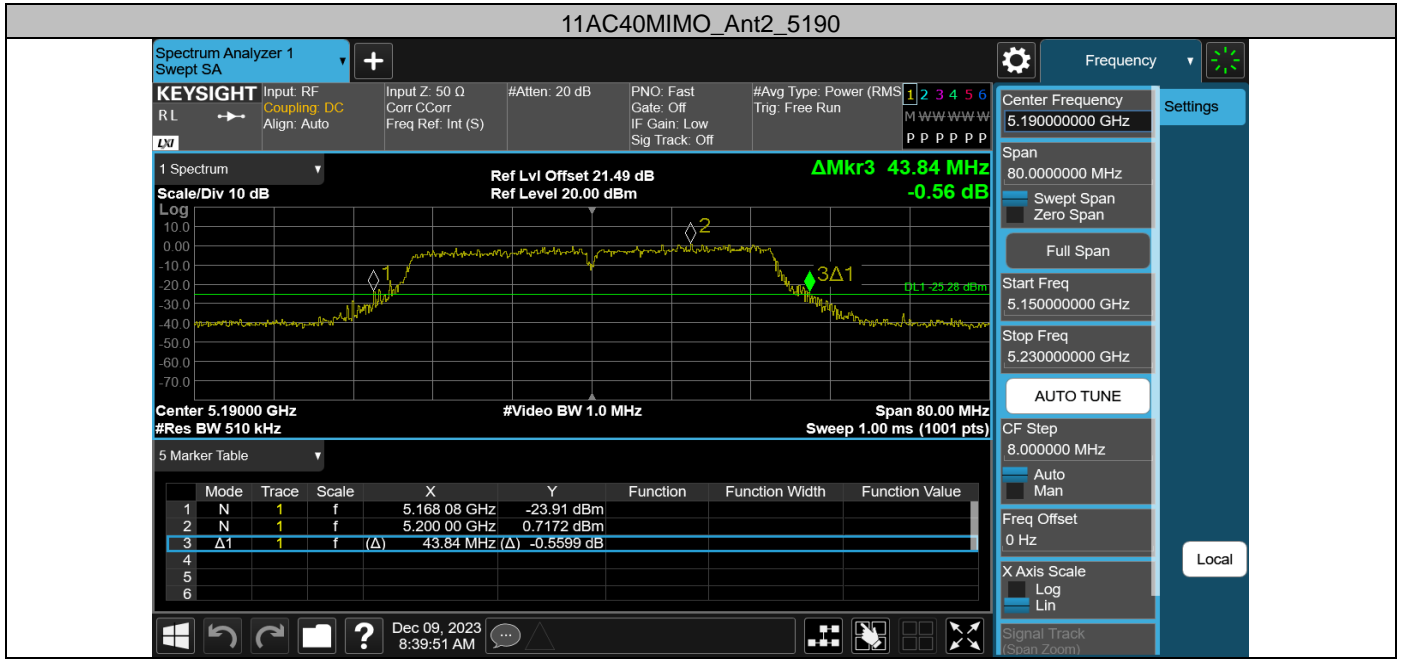 11AC40MIMO_Ant2_5190
Spectrum Analyzer 1
Swept SA
Frequency
KEYSIGHT
RL
LXI
Input: RF
Coupling: DC
Align: Auto
Input Z: 50 Ω
Corr CCorr
Freq Ref: Int (S)
#Atten: 20 dB
PNO: Fast
Gate: Off
IF Gain: Low
Sig Track: Off
#Avg Type: Power (RMS
Trig: Free Run
1 2 3 4 5 6
M W W W W W
P P P P P P
1 Spectrum
Scale/Div 10 dB
Ref Lvl Offset 21.49 dB
Ref Level 20.00 dBm
ΔMkr3 43.84 MHz
-0.56 dB
Log
10.0
0.00
-10.0
-20.0
-30.0
-40.0
-50.0
-60.0
-70.0
1
2
3Δ1
DL1 -25.28 dBm
Center 5.19000 GHz
#Res BW 510 kHz
#Video BW 1.0 MHz
Span 80.00 MHz
Sweep 1.00 ms (1001 pts)
5 Marker Table
Mode Trace Scale X Y Function Function Width Function Value
1 N 1 f 5.168 08 GHz -23.91 dBm
2 N 1 f 5.200 00 GHz 0.7172 dBm
3 Δ1 1 f (Δ) 43.84 MHz (Δ) -0.5599 dB
4
5
6
?
Dec 09, 2023
8:39:51 AM
Center Frequency
5.190000000 GHz
Settings
Span
80.0000000 MHz
Swept Span
Zero Span
Full Span
Start Freq
5.150000000 GHz
Stop Freq
5.230000000 GHz
AUTO TUNE
CF Step
8.000000 MHz
Auto
Man
Freq Offset
0 Hz
X Axis Scale
Log
Lin
Signal Track
(Span Zoom)
Local